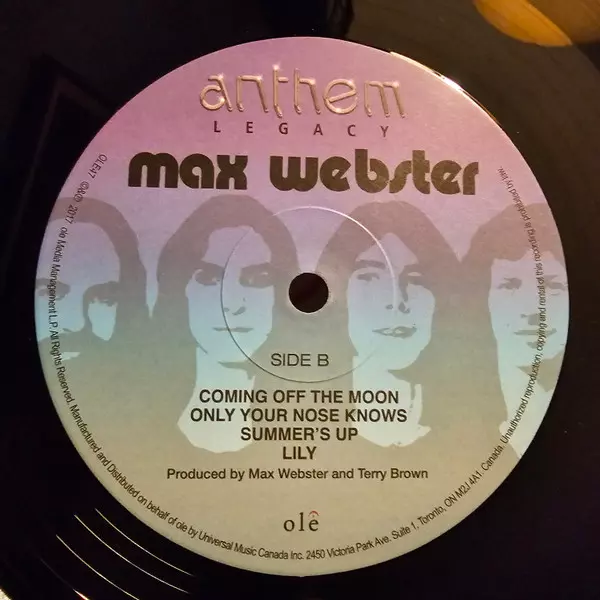 anthem
LEGACY
max webster
SIDE B
COMING OFF THE MOON
ONLY YOUR NOSE KNOWS
SUMMER'S UP
LILY
Produced by Max Webster and Terry Brown
olé
OLE47 ©&℗ 2017 ole Media Management L.P. All Rights Reserved. Manufactured and Distributed on behalf of ole by Universal Music Canada Inc. 2450 Victoria Park Ave. Suite 1, Toronto, ON M2J 4A1. Canada. Unauthorized reproduction, copying and rental of this recording is prohibited by law.